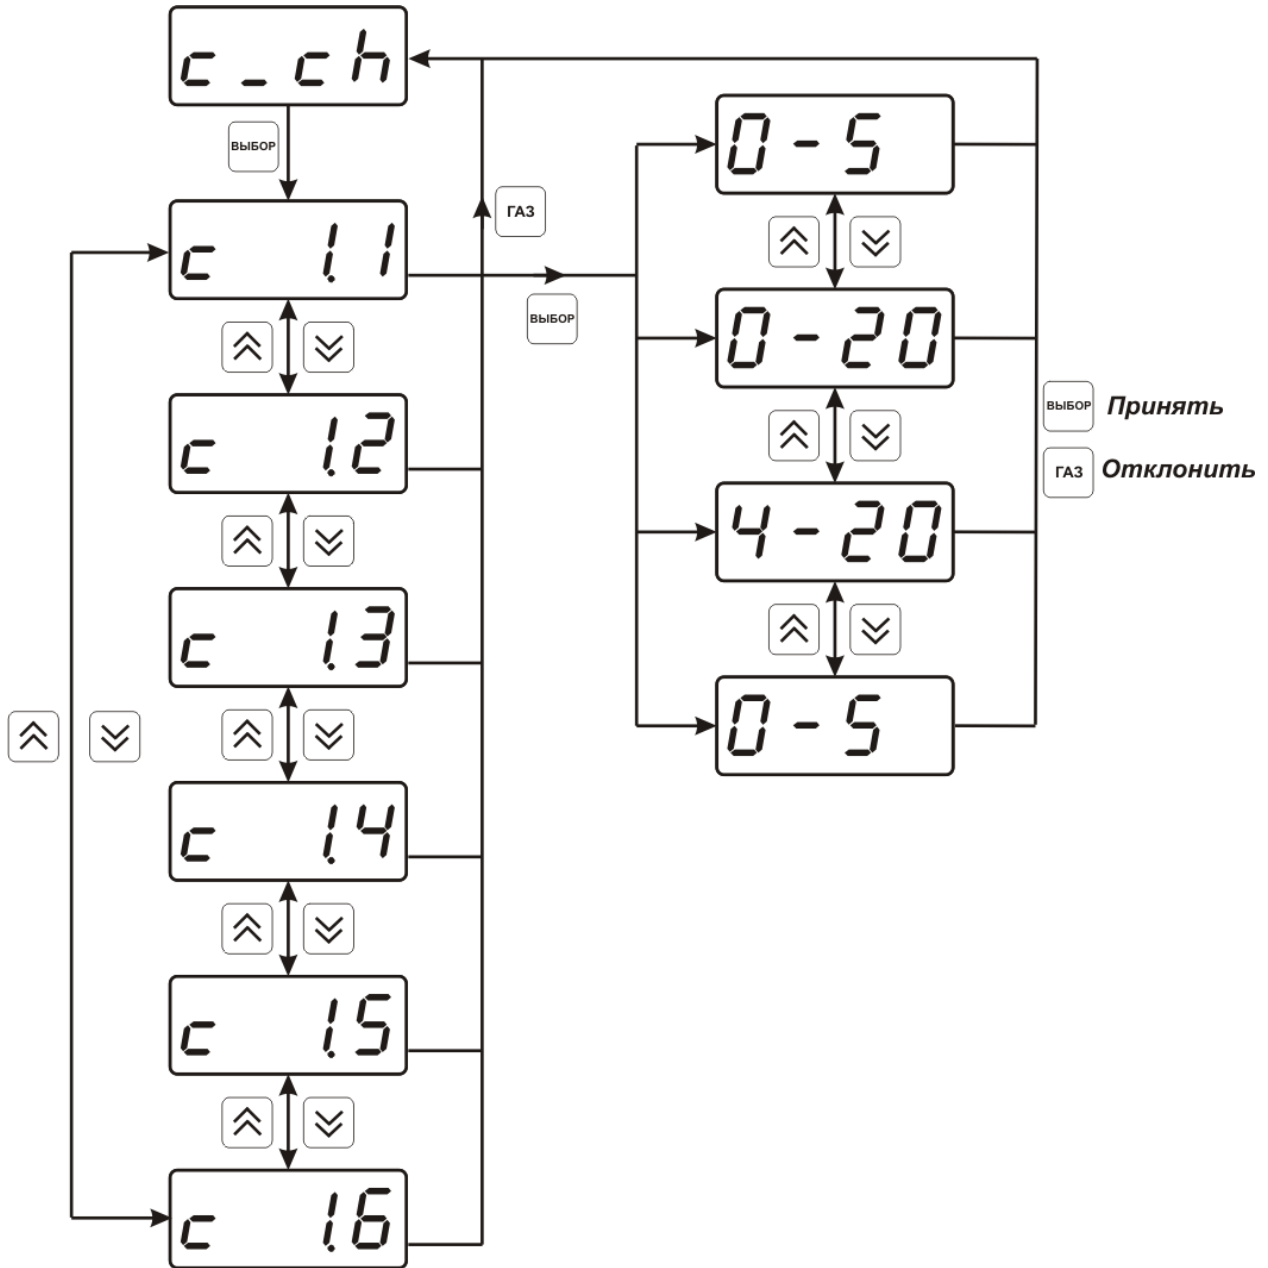 c_ch
ВЫБОР
c 1.1
ГАЗ
ВЫБОР
c 1.2
c 1.3
c 1.4
c 1.5
c 1.6
0-5
0-20
4-20
0-5
ВЫБОР Принять
ГАЗ Отклонить